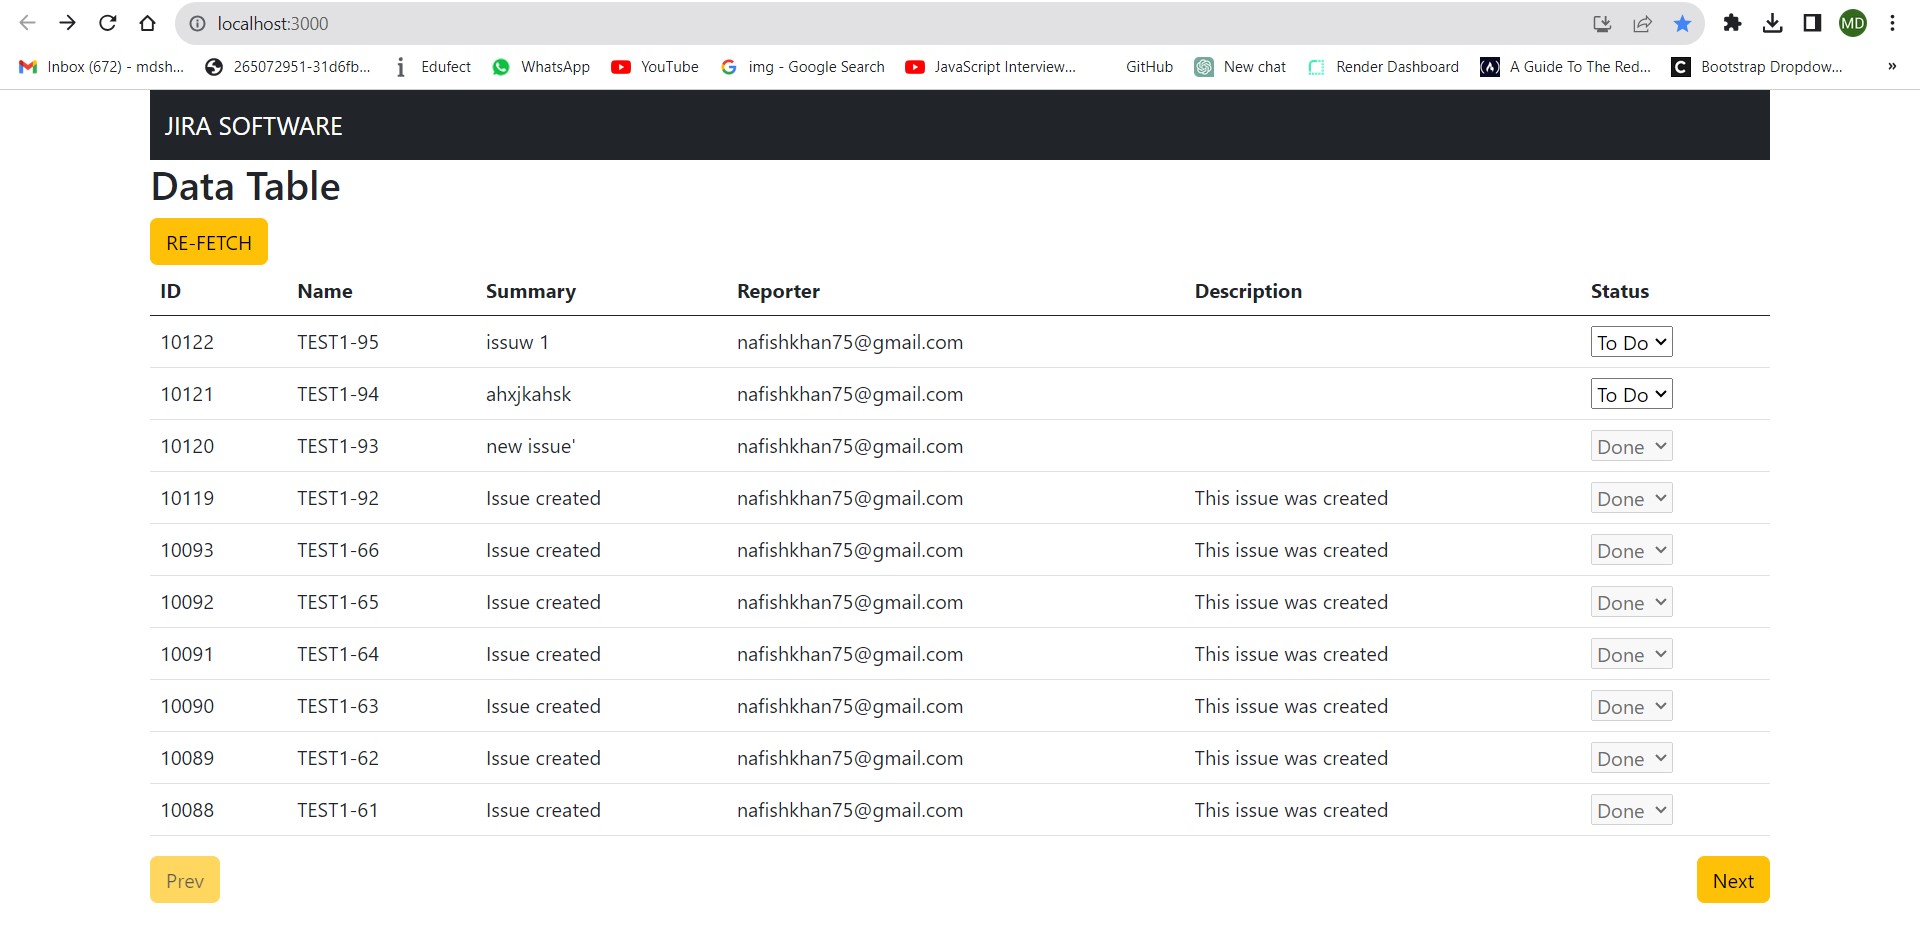 localhost:3000
MD
Inbox (672) - mdsh... 265072951-31d6fb... Edufect WhatsApp YouTube img - Google Search JavaScript Interview... GitHub New chat Render Dashboard (A) A Guide To The Red... C Bootstrap Dropdow... »
JIRA SOFTWARE
Data Table
RE-FETCH
ID Name Summary Reporter Description Status
10122 TEST1-95 issuw 1 nafishkhan75@gmail.com To Do
10121 TEST1-94 ahxjkahsk nafishkhan75@gmail.com To Do
10120 TEST1-93 new issue' nafishkhan75@gmail.com Done
10119 TEST1-92 Issue created nafishkhan75@gmail.com This issue was created Done
10093 TEST1-66 Issue created nafishkhan75@gmail.com This issue was created Done
10092 TEST1-65 Issue created nafishkhan75@gmail.com This issue was created Done
10091 TEST1-64 Issue created nafishkhan75@gmail.com This issue was created Done
10090 TEST1-63 Issue created nafishkhan75@gmail.com This issue was created Done
10089 TEST1-62 Issue created nafishkhan75@gmail.com This issue was created Done
10088 TEST1-61 Issue created nafishkhan75@gmail.com This issue was created Done
Prev Next